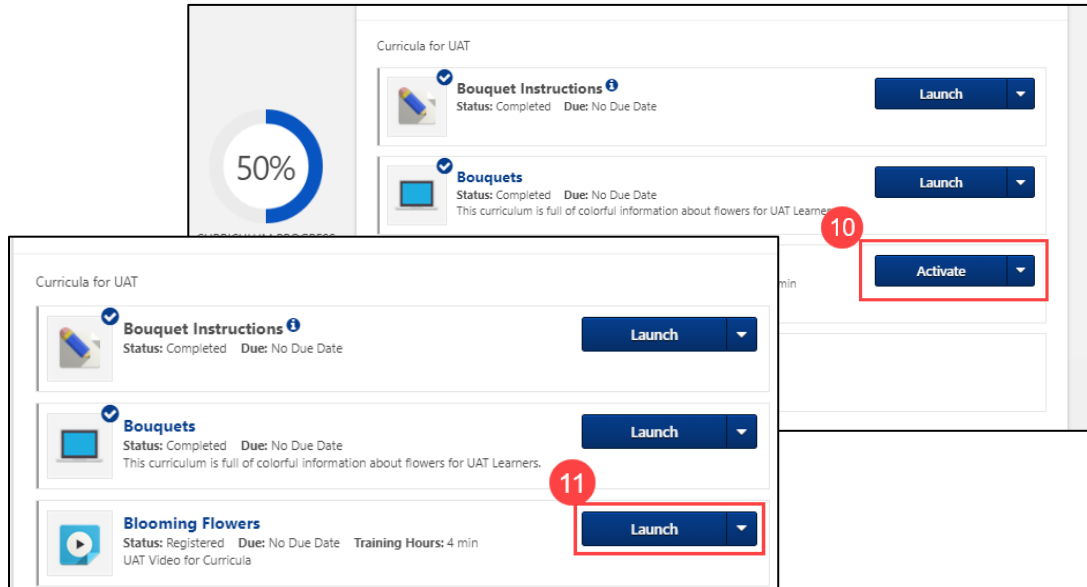 Curricula for UAT
Bouquet Instructions
Status: Completed Due: No Due Date
Launch
50%
Bouquets
Status: Completed Due: No Due Date
This curriculum is full of colorful information about flowers for UAT Learners
Launch
10
CURRICULUM PROGRESS
min
Activate
Curricula for UAT
Bouquet Instructions
Status: Completed Due: No Due Date
Launch
Bouquets
Status: Completed Due: No Due Date
This curriculum is full of colorful information about flowers for UAT Learners.
Launch
11
Blooming Flowers
Status: Registered Due: No Due Date Training Hours: 4 min
UAT Video for Curricula
Launch